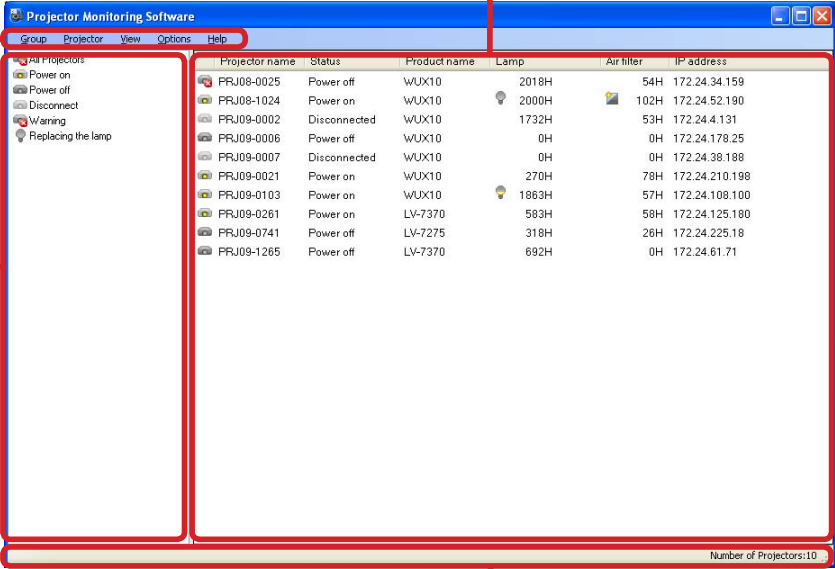 Projector Monitoring Software
Group Projector View Options Help
All Projectors
Power on
Power off
Disconnect
Warning
Replacing the lamp
Projector name Status Product name Lamp Air filter IP address
PRJ08-0025 Power off WUX10 2018H 54H 172.24.34.159
PRJ08-1024 Power on WUX10 2000H 102H 172.24.52.190
PRJ09-0002 Disconnected WUX10 1732H 53H 172.24.4.131
PRJ09-0006 Power off WUX10 0H 0H 172.24.178.25
PRJ09-0007 Disconnected WUX10 0H 0H 172.24.38.188
PRJ09-0021 Power on WUX10 270H 78H 172.24.210.198
PRJ09-0103 Power on WUX10 1863H 57H 172.24.108.100
PRJ09-0261 Power on LV-7370 583H 58H 172.24.125.180
PRJ09-0741 Power off LV-7275 318H 26H 172.24.225.18
PRJ09-1265 Power off LV-7370 692H 0H 172.24.61.71
Number of Projectors:10